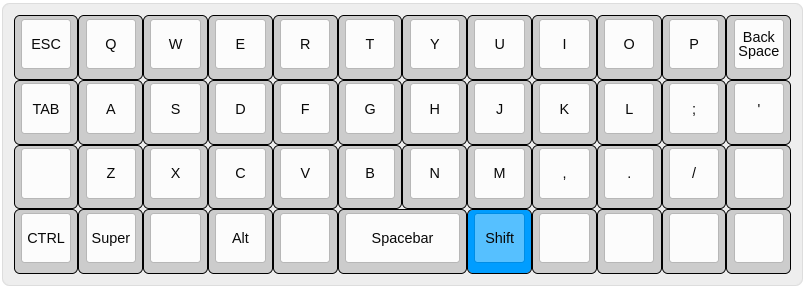 ESC Q W E R T Y U I O P Back Space
TAB A S D F G H J K L ; '
Z X C V B N M , . /
CTRL Super Alt Spacebar Shift